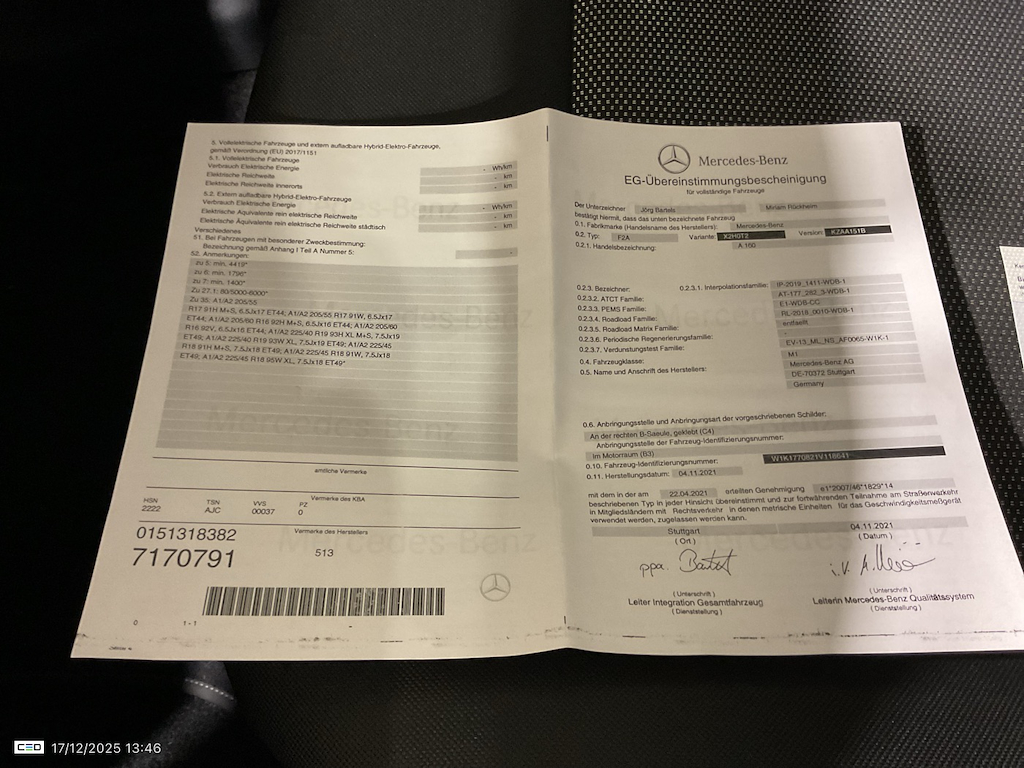 5. Vollelektrische Fahrzeuge und extern aufladbare Hybrid-Elektro-Fahrzeuge,
gemäß Verordnung (EU) 2017/1151
5.1. Vollelektrische Fahrzeuge
Verbrauch Elektrische Energie - Wh/km
Elektrische Reichweite - km
Elektrische Reichweite innerorts - km
5.2. Extern aufladbare Hybrid-Elektro-Fahrzeuge
Verbrauch Elektrische Energie - Wh/km
Elektrische Äquivalente rein elektrische Reichweite - km
Elektrische Äquivalente rein elektrische Reichweite städtisch - km
Verschiedenes
51. Bei Fahrzeugen mit besonderer Zweckbestimmung:
Bezeichnung gemäß Anhang I Teil A Nummer 5: -
52. Anmerkungen:
zu 5: min. 4419*
zu 6: min. 1796*
zu 7: min. 1400*
Zu 27.1: 80/5000-6000*
Zu 35: A1/A2 205/55
R17 91H M+S, 6.5Jx17 ET44; A1/A2 205/55 R17 91W, 6.5Jx17
ET44; A1/A2 205/60 R16 92H M+S, 6.5Jx16 ET44; A1/A2 205/60
R16 92V, 6.5Jx16 ET44; A1/A2 225/40 R19 93H XL M+S, 7.5Jx19
ET49; A1/A2 225/40 R19 93W XL, 7.5Jx19 ET49; A1/A2 225/45
R18 91H M+S, 7.5Jx18 ET49; A1/A2 225/45 R18 91W, 7.5Jx18
ET49; A1/A2 225/45 R18 95W XL, 7.5Jx18 ET49*
amtliche Vermerke
HSN TSN VVS PZ Vermerke des KBA
2222 AJC 00037 0
0151318382 Vermerke des Herstellers
7170791 513
0 1 - 1 -
Mercedes-Benz
EG-Übereinstimmungsbescheinigung
für vollständige Fahrzeuge
Der Unterzeichner Jörg Bartels Miriam Rückheim
bestätigt hiermit, dass das unten bezeichnete Fahrzeug
0.1. Fabrikmarke (Handelsname des Herstellers): Mercedes-Benz
0.2. Typ: F2A Variante: X2H0T2 Version: KZAA151B
0.2.1. Handelsbezeichnung: A 160
0.2.3. Bezeichner: 0.2.3.1. Interpolationsfamilie: IP-2019_1411-WDB-1
0.2.3.2. ATCT Familie: AT-177_282_3-WDB-1
0.2.3.3. PEMS Familie: E1-WDB-CC
0.2.3.4. Roadload Familie: RL-2018_0010-WDB-1
0.2.3.5. Roadload Matrix Familie: entfaellt
0.2.3.6. Periodische Regenerierungsfamilie: -
0.2.3.7. Verdunstungstest Familie: EV-13_ML_NS_AF0065-W1K-1
0.4. Fahrzeugklasse: M1
0.5. Name und Anschrift des Herstellers: Mercedes-Benz AG
DE-70372 Stuttgart
Germany
0.6. Anbringungsstelle und Anbringungsart der vorgeschriebenen Schilder:
An der rechten B-Saeule, geklebt (C4)
Anbringungsstelle der Fahrzeug-Identifizierungsnummer:
Im Motorraum (B3)
0.10. Fahrzeug-Identifizierungsnummer: W1K1770821V118641
0.11. Herstellungsdatum: 04.11.2021
mit dem in der am 22.04.2021 erteilten Genehmigung e1*2007/46*1829*14
beschriebenen Typ in jeder Hinsicht übereinstimmt und zur fortwährenden Teilnahme am Straßenverkehr
in Mitgliedständen mit Rechtsverkehr in denen metrische Einheiten für das Geschwindigkeitsmeßgerät
verwendet werden, zugelassen werden kann.
Stuttgart 04.11.2021
( Ort ) ( Datum )
ppa.
( Unterschrift ) ( Unterschrift )
Leiter Integration Gesamtfahrzeug Leiterin Mercedes-Benz Qualitätssystem
( Dienststellung ) ( Dienststellung )
CEO 17/12/2025 13:46